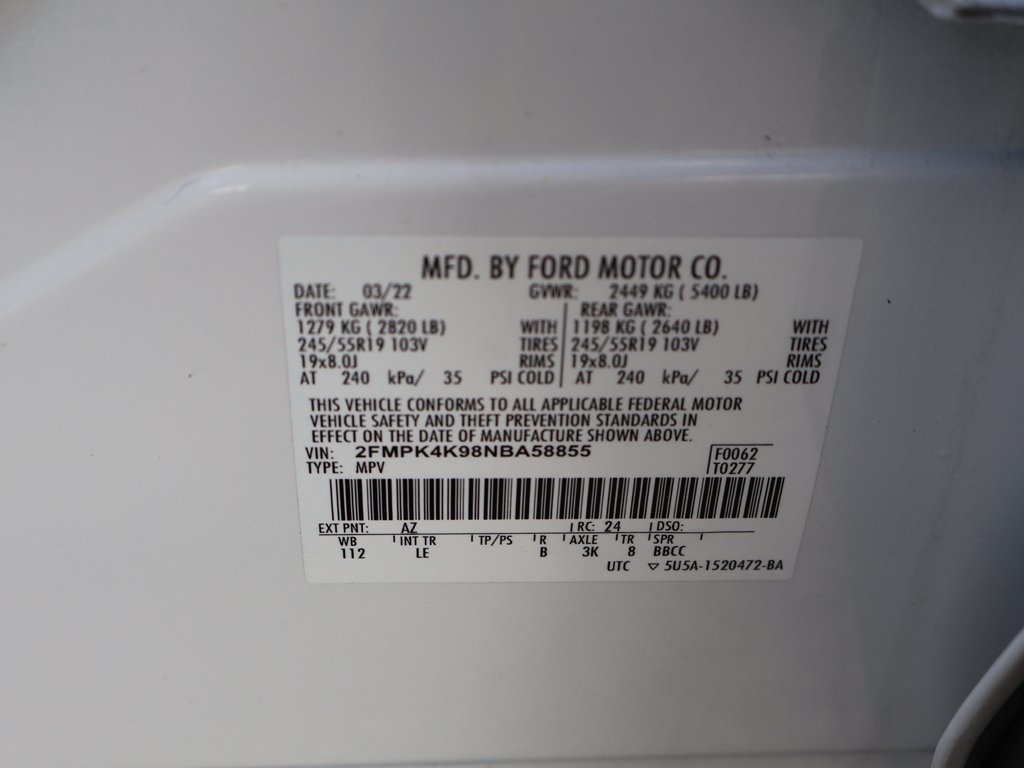 MFD. BY FORD MOTOR CO.
DATE: 03/22 GVWR: 2449 KG ( 5400 LB)
FRONT GAWR: REAR GAWR:
1279 KG ( 2820 LB) WITH 1198 KG ( 2640 LB) WITH
245/55R19 103V TIRES 245/55R19 103V TIRES
19x8.0J RIMS 19x8.0J RIMS
AT 240 kPa/ 35 PSI COLD AT 240 kPa/ 35 PSI COLD
THIS VEHICLE CONFORMS TO ALL APPLICABLE FEDERAL MOTOR
VEHICLE SAFETY AND THEFT PREVENTION STANDARDS IN
EFFECT ON THE DATE OF MANUFACTURE SHOWN ABOVE.
VIN: 2FMPK4K98NBA58855 F0062
TYPE: MPV T0277
EXT PNT: AZ RC: 24 DSO:
WB INT TR TP/PS R AXLE TR SPR
112 LE B 3K 8 BBCC
UTC ▽ 5U5A-1520472-BA